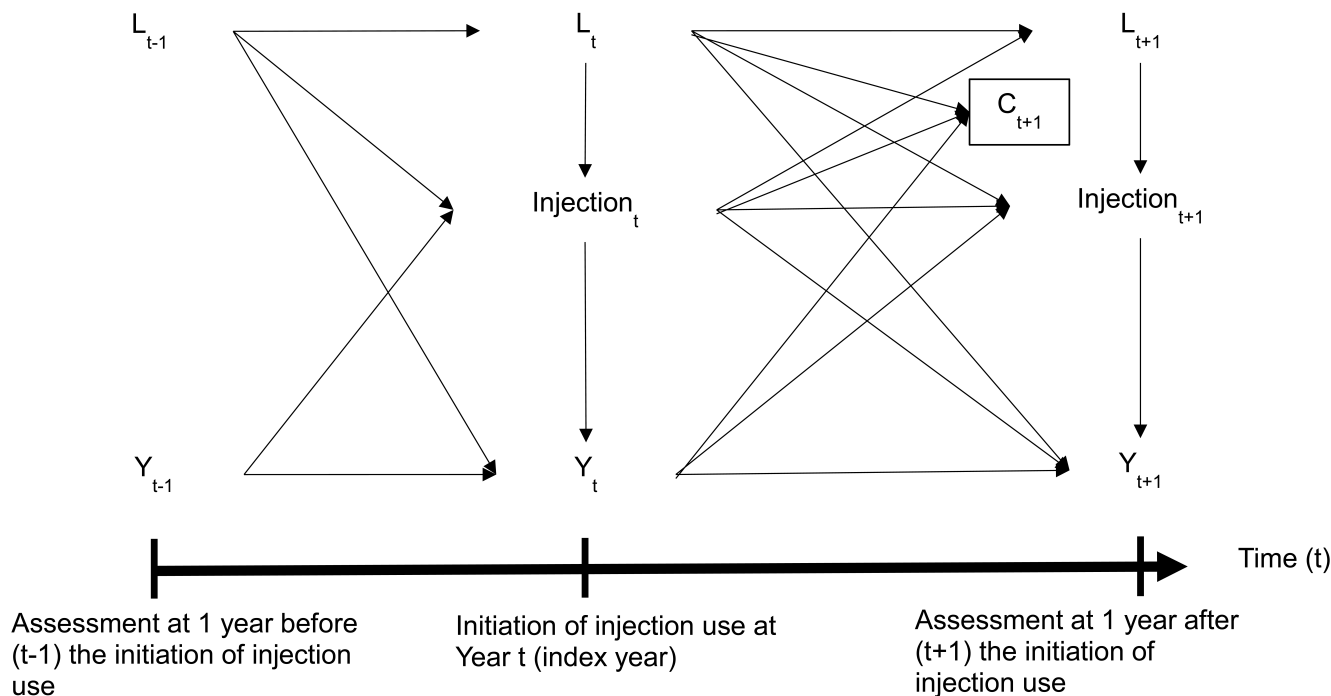 L t-1
L t
L t+1
C t+1
Injection t
Injection t+1
Y t-1
Y t
Y t+1
Time (t)
Assessment at 1 year before
(t-1) the initiation of injection
use
Initiation of injection use at
Year t (index year)
Assessment at 1 year after
(t+1) the initiation of
injection use